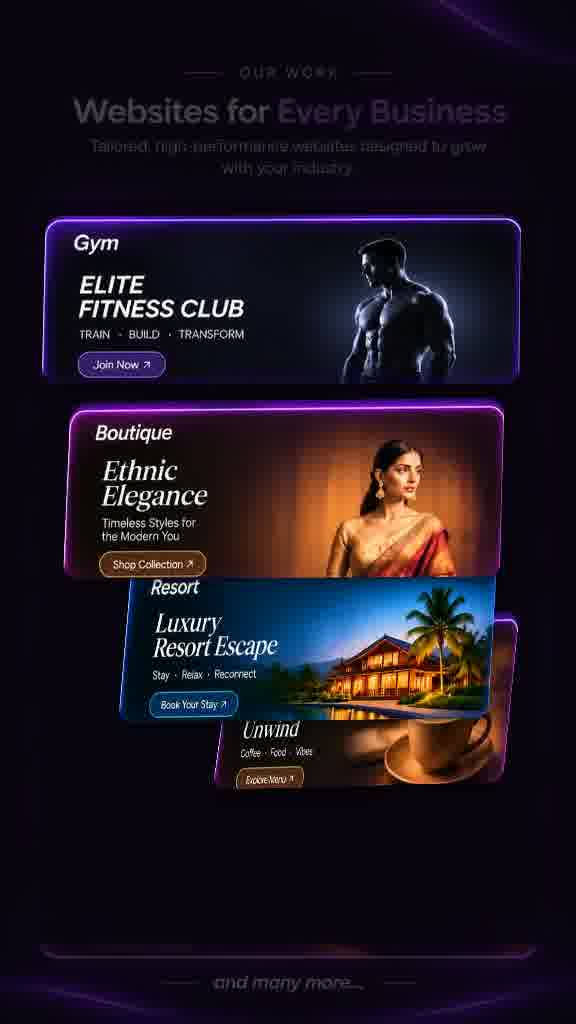 OUR WORK
Websites for Every Business
Tailored, high-performance websites designed to grow
with your industry.
Gym
ELITE
FITNESS CLUB
TRAIN · BUILD · TRANSFORM
Join Now ↗
Boutique
Ethnic
Elegance
Timeless Styles for
the Modern You
Shop Collection ↗
Resort
Luxury
Resort Escape
Stay · Relax · Reconnect
Book Your Stay ↗
Unwind
Coffee · Food · Vibes
Explore Menu ↗
and many more...